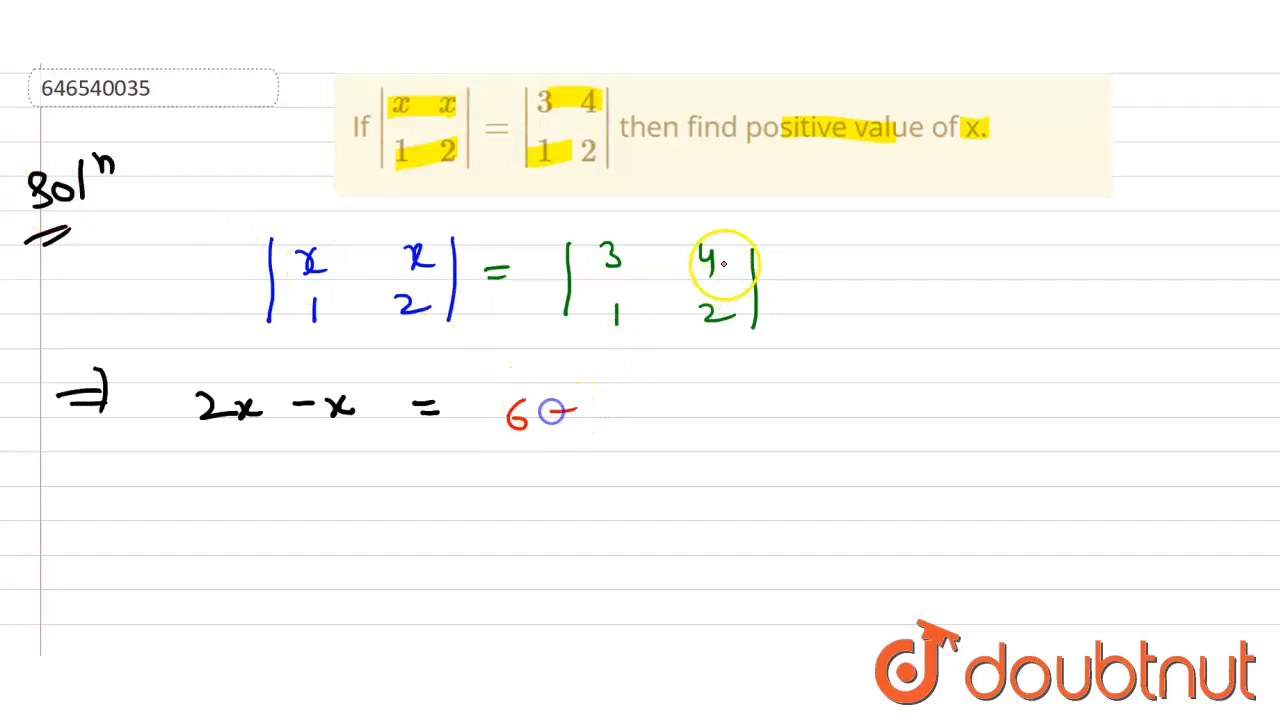 646540035
If | x x | = | 3 4 | then find positive value of x.
| 1 2 | | 1 2 |
Solⁿ
| x x | = | 3 4 |
| 1 2 | | 1 2 |
⇒ 2x - x = 6 -
doubtnut